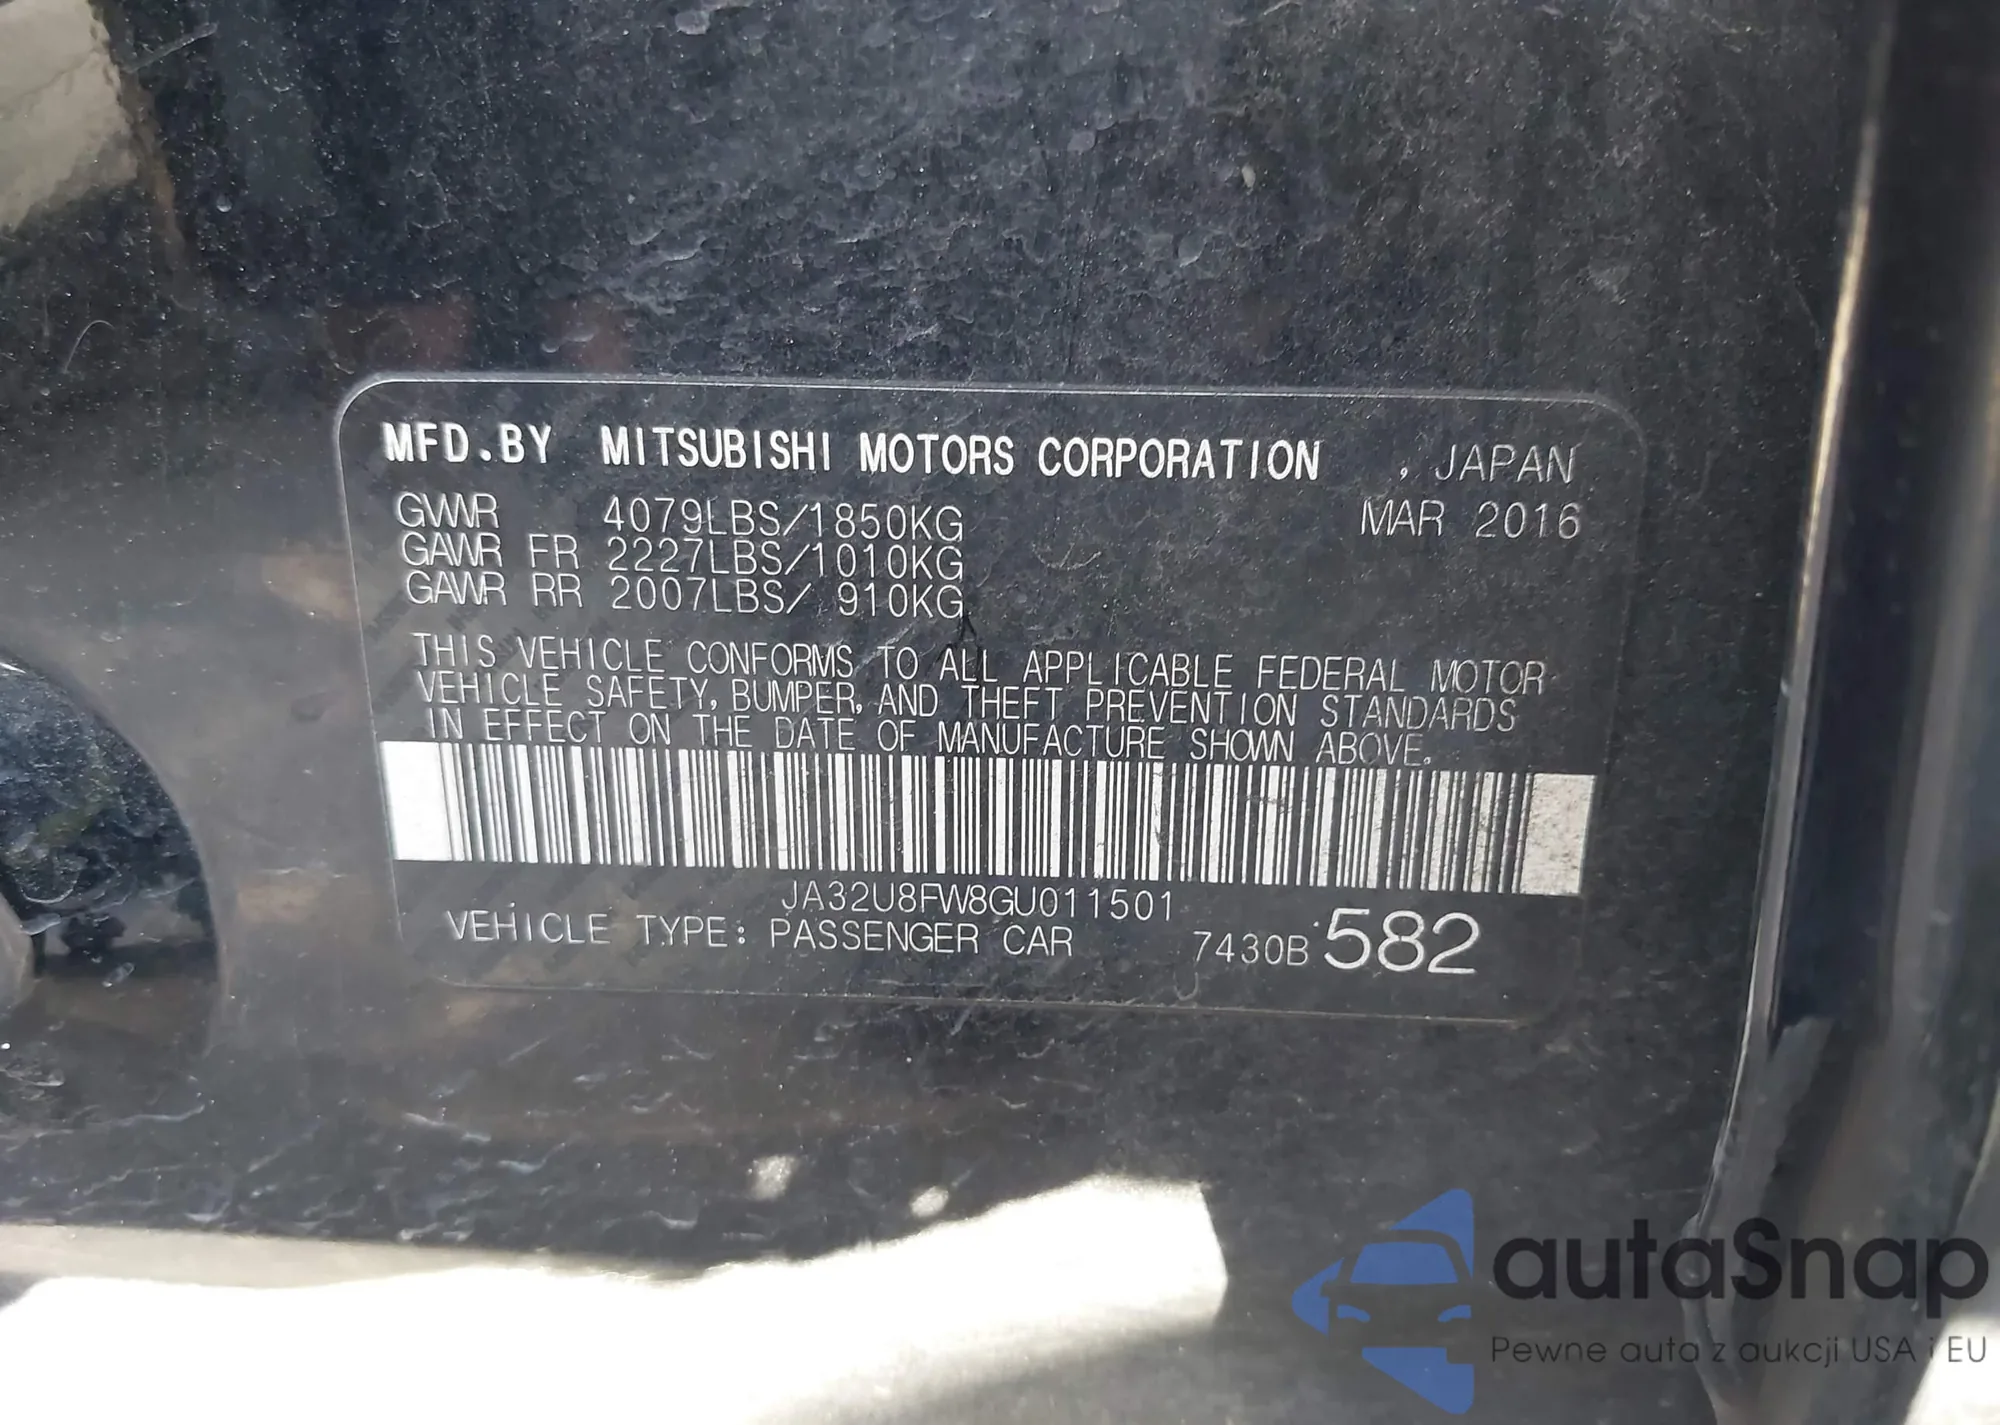 MFD.BY MITSUBISHI MOTORS CORPORATION , JAPAN
GVWR 4079LBS/1850KG MAR 2016
GAWR FR 2227LBS/1010KG
GAWR RR 2007LBS/ 910KG
THIS VEHICLE CONFORMS TO ALL APPLICABLE FEDERAL MOTOR
VEHICLE SAFETY, BUMPER, AND THEFT PREVENTION STANDARDS
IN EFFECT ON THE DATE OF MANUFACTURE SHOWN ABOVE.
JA32U8FW8GU011501
VEHICLE TYPE: PASSENGER CAR 7430B 582
autaSnap
Pewne auta z aukcji USA i EU